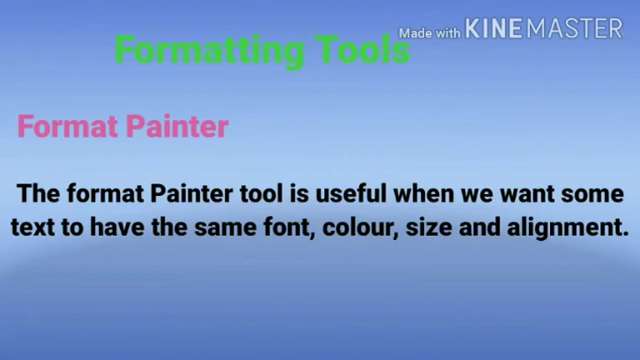 Formatting Tools
Made with KINEMASTER
Format Painter
The format Painter tool is useful when we want some
text to have the same font, colour, size and alignment.